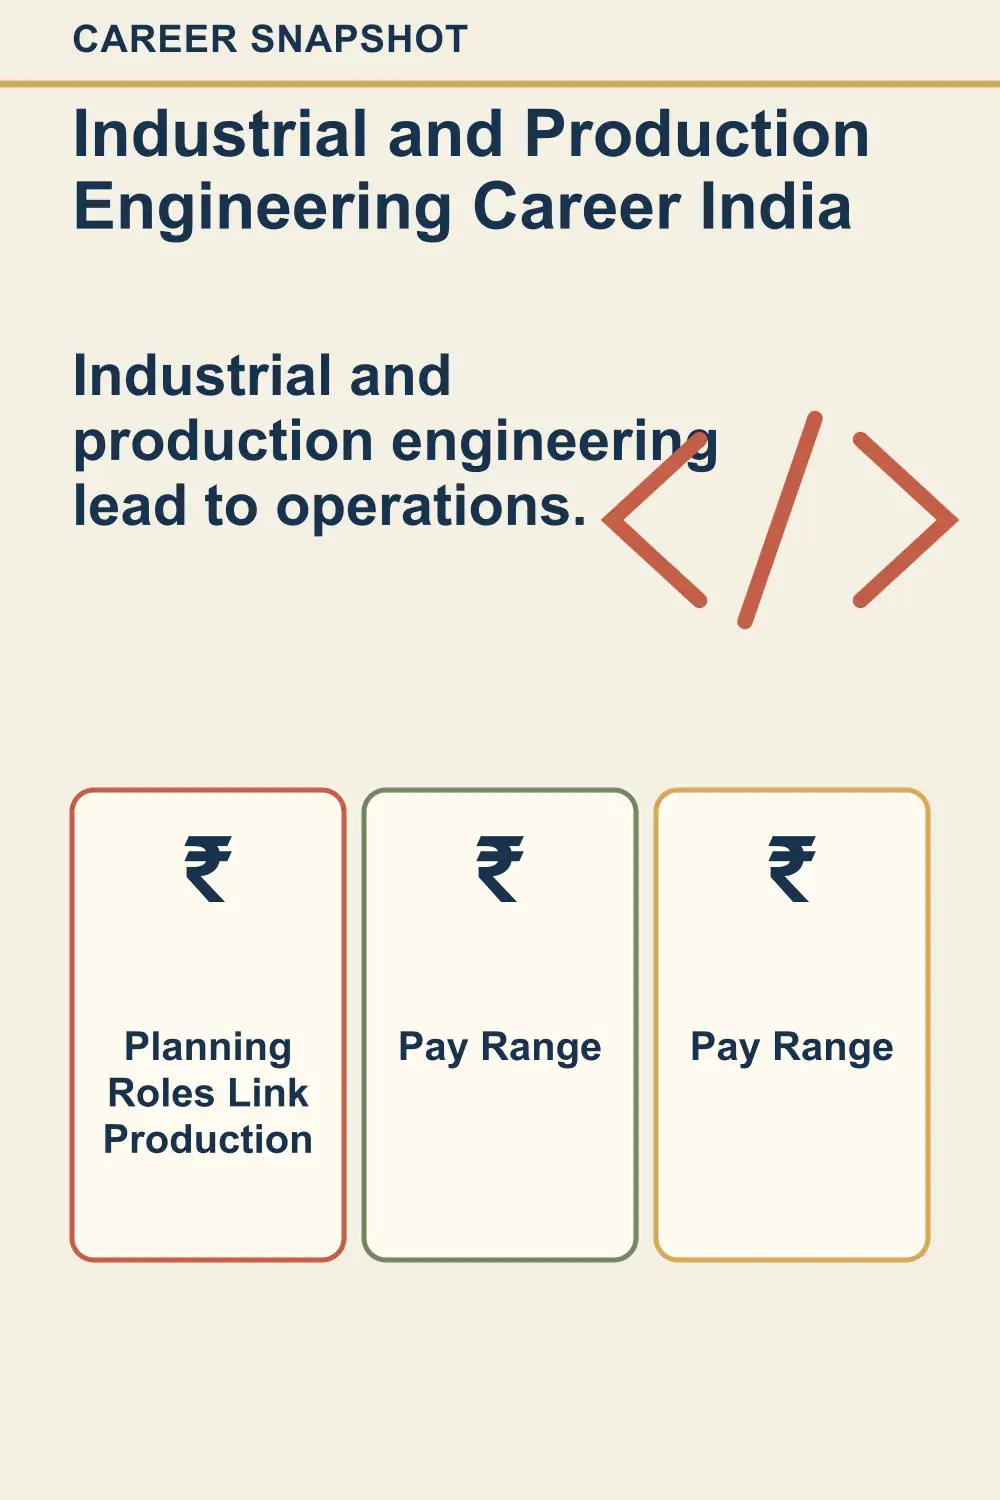 CAREER SNAPSHOT
Industrial and Production
Engineering Career India
Industrial and
production engineering
lead to operations.
</>
₹
Planning
Roles Link
Production
₹
Pay Range
₹
Pay Range